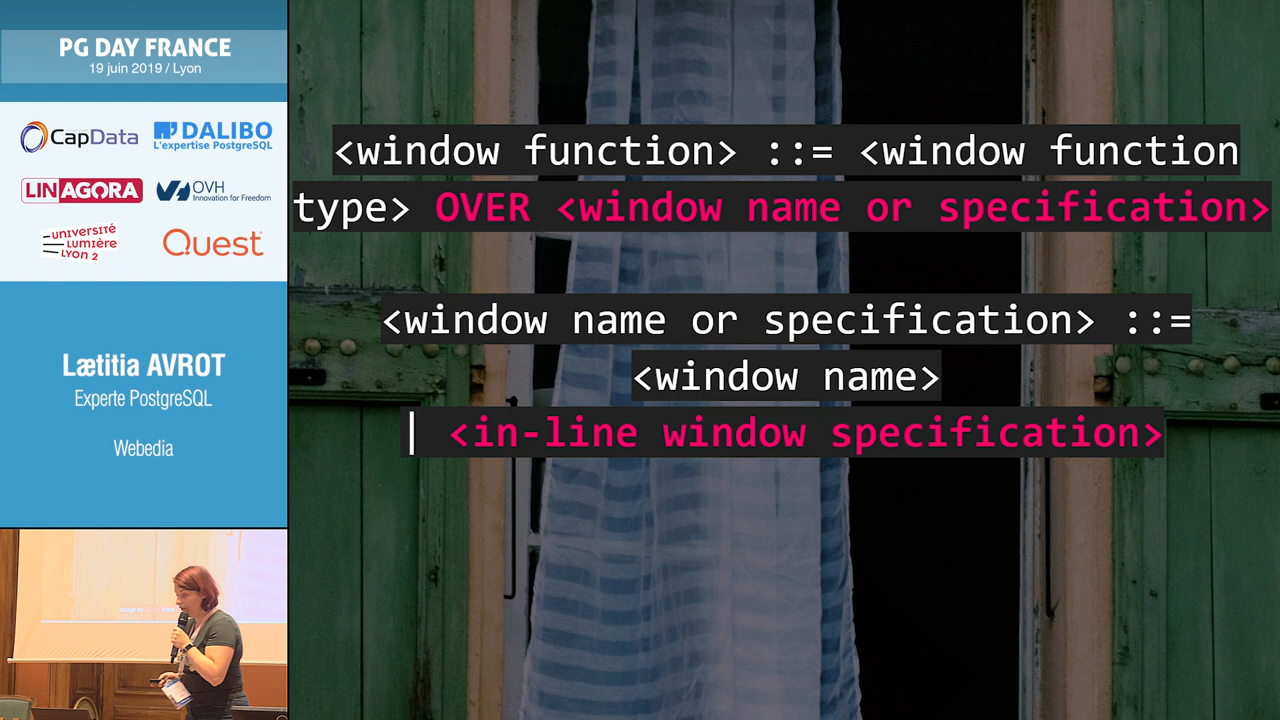 PG DAY FRANCE
19 juin 2019 / Lyon
CapData
DALIBO
L'expertise PostgreSQL
LINAGORA
OVH
Innovation for Freedom
UNIVERSITÉ
LUMIÈRE
LYON 2
Quest
Lætitia AVROT
Experte PostgreSQL
Webedia
<window function> ::= <window function
type> OVER <window name or specification>
<window name or specification> ::=
<window name>
| <in-line window specification>